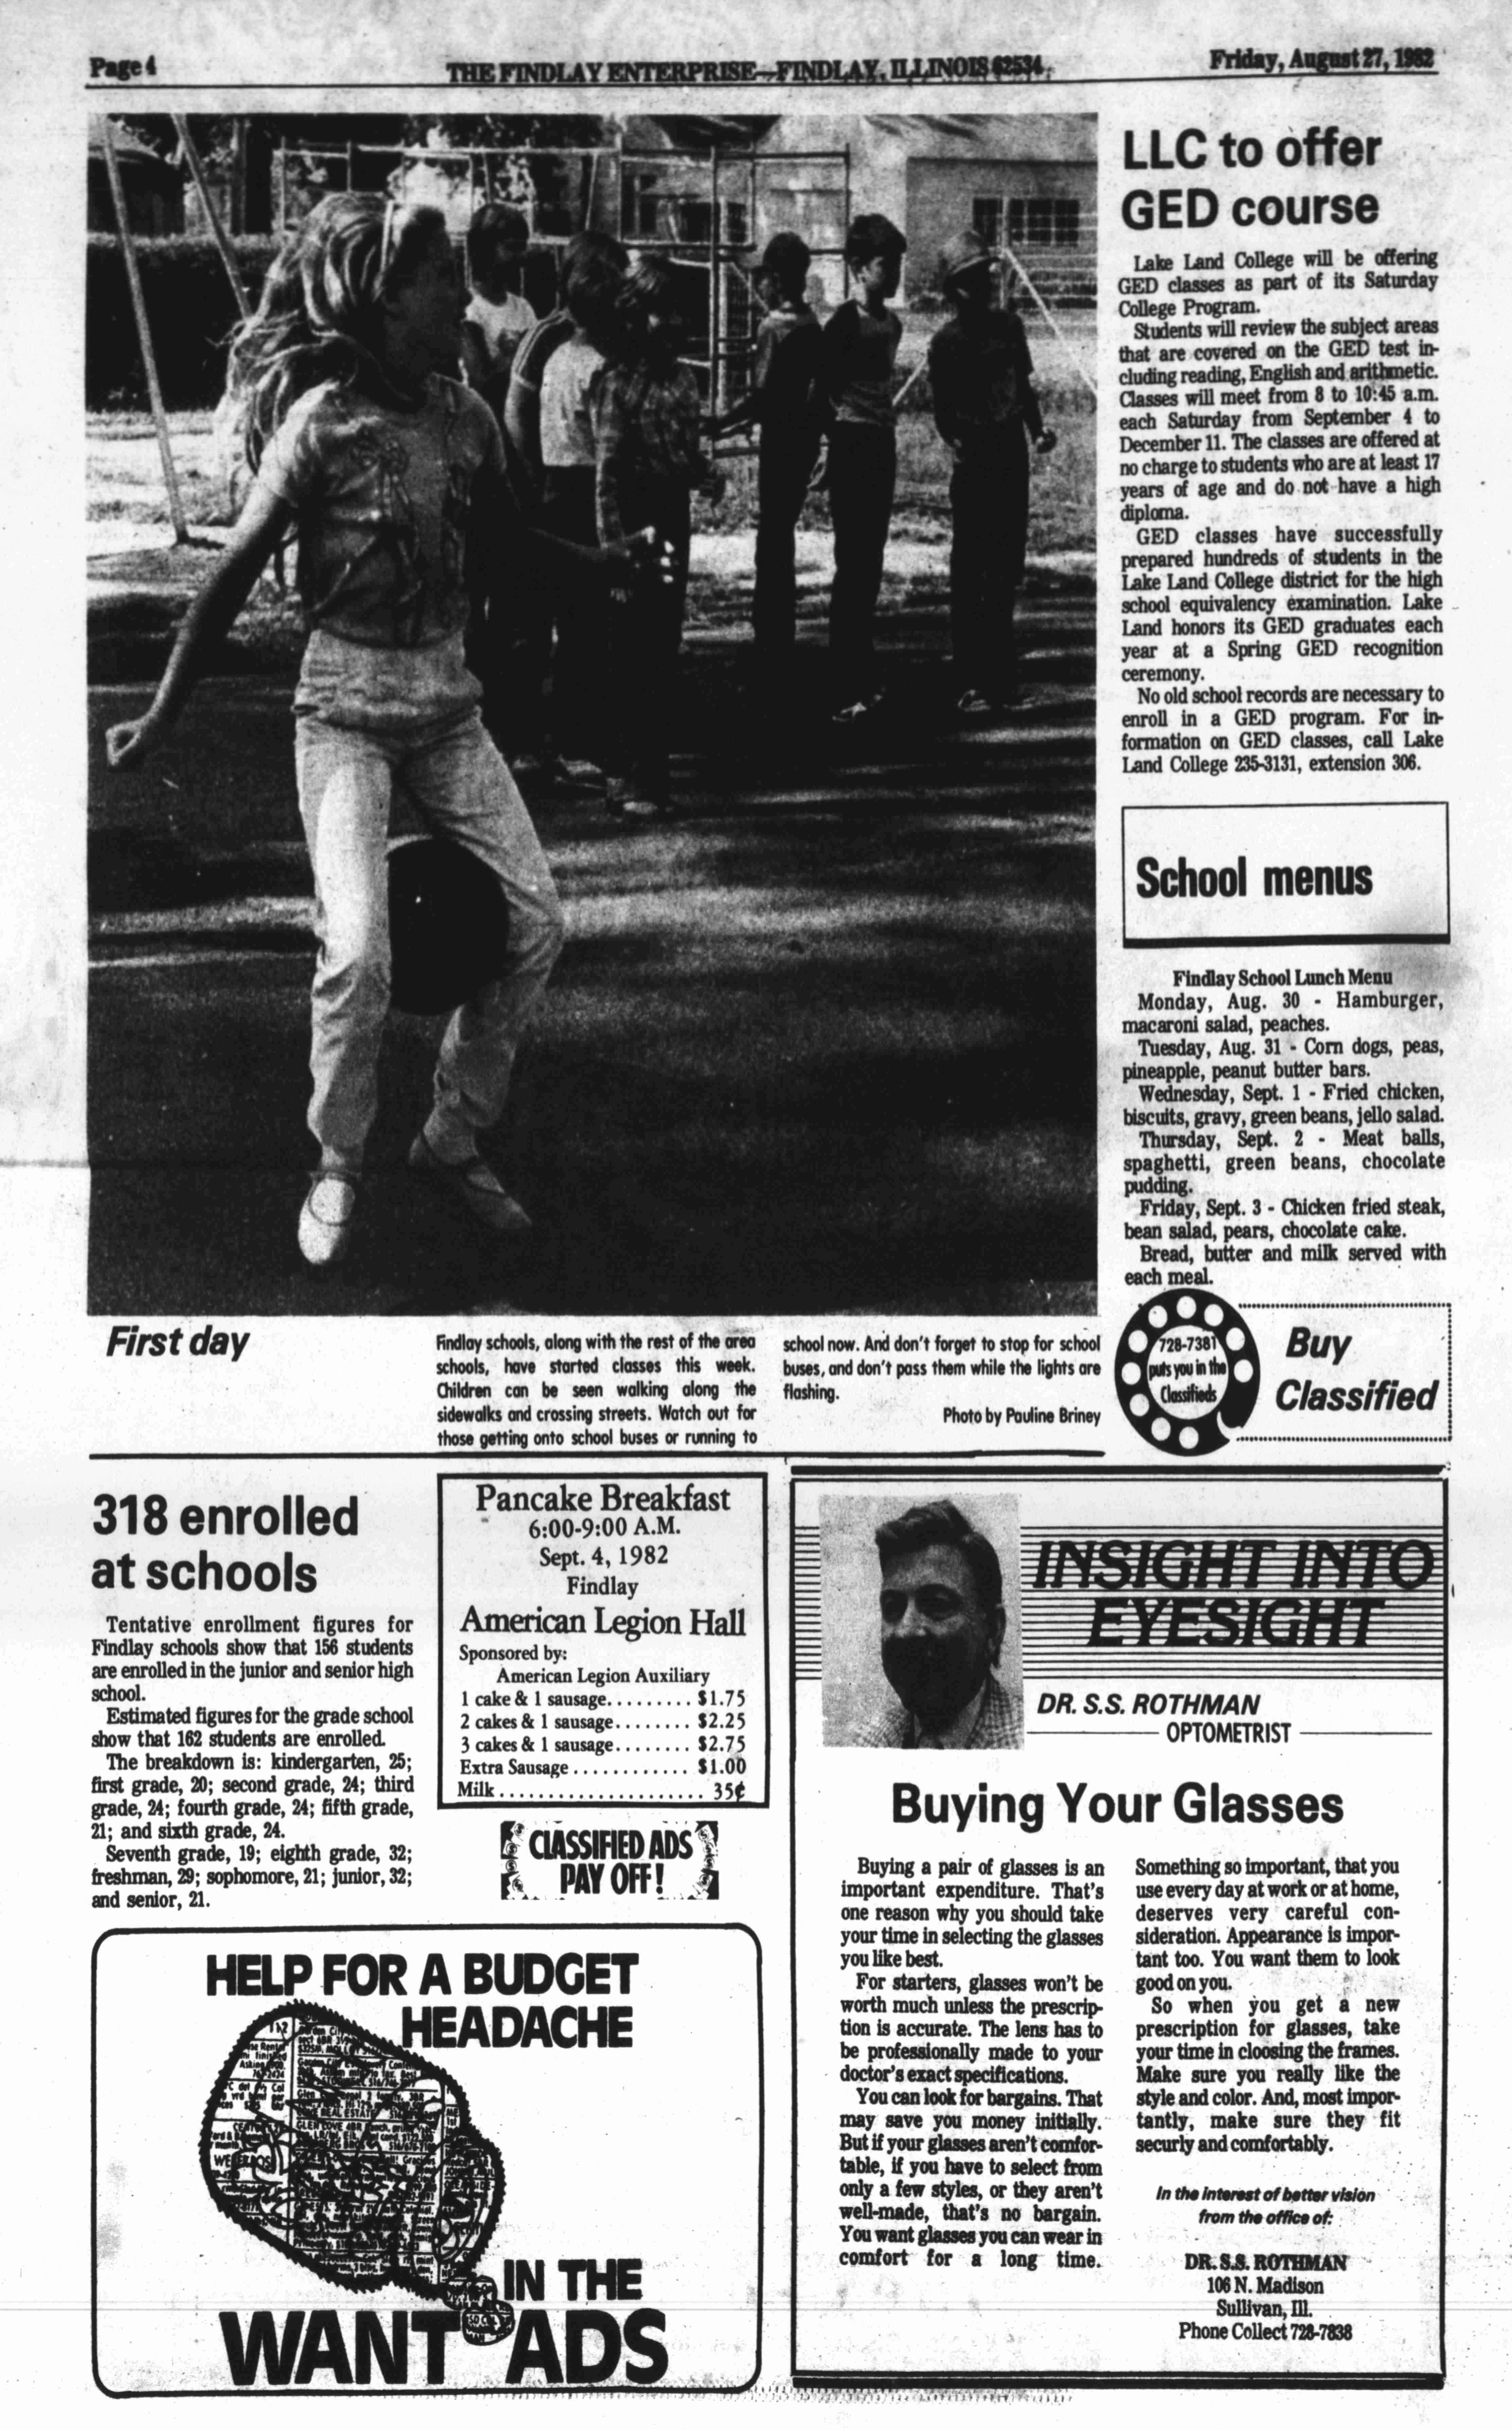 Page 4
THE FINDLAY ENTERPRISE—FINDLAY, ILLINOIS 62534
Friday, August 27, 1982
First day
Findlay schools, along with the rest of the area
schools, have started classes this week.
Children can be seen walking along the
sidewalks and crossing streets. Watch out for
those getting onto school buses or running to
school now. And don't forget to stop for school
buses, and don't pass them while the lights are
flashing.
Photo by Pauline Briney
LLC to offer
GED course
Lake Land College will be offering
GED classes as part of its Saturday
College Program.
Students will review the subject areas
that are covered on the GED test in-
cluding reading, English and arithmetic.
Classes will meet from 8 to 10:45 a.m.
each Saturday from September 4 to
December 11. The classes are offered at
no charge to students who are at least 17
years of age and do not have a high
diploma.
GED classes have successfully
prepared hundreds of students in the
Lake Land College district for the high
school equivalency examination. Lake
Land honors its GED graduates each
year at a Spring GED recognition
ceremony.
No old school records are necessary to
enroll in a GED program. For in-
formation on GED classes, call Lake
Land College 235-3131, extension 306.
School menus
Findlay School Lunch Menu
Monday, Aug. 30 - Hamburger,
macaroni salad, peaches.
Tuesday, Aug. 31 - Corn dogs, peas,
pineapple, peanut butter bars.
Wednesday, Sept. 1 - Fried chicken,
biscuits, gravy, green beans, jello salad.
Thursday, Sept. 2 - Meat balls,
spaghetti, green beans, chocolate
pudding.
Friday, Sept. 3 - Chicken fried steak,
bean salad, pears, chocolate cake.
Bread, butter and milk served with
each meal.
728-7381
puts you in the
Classifieds
Buy
Classified
318 enrolled
at schools
Tentative enrollment figures for
Findlay schools show that 156 students
are enrolled in the junior and senior high
school.
Estimated figures for the grade school
show that 162 students are enrolled.
The breakdown is: kindergarten, 25;
first grade, 20; second grade, 24; third
grade, 24; fourth grade, 24; fifth grade,
21; and sixth grade, 24.
Seventh grade, 19; eighth grade, 32;
freshman, 29; sophomore, 21; junior, 32;
and senior, 21.
Pancake Breakfast
6:00-9:00 A.M.
Sept. 4, 1982
Findlay
American Legion Hall
Sponsored by:
American Legion Auxiliary
1 cake & 1 sausage......... $1.75
2 cakes & 1 sausage........ $2.25
3 cakes & 1 sausage........ $2.75
Extra Sausage ............ $1.00
Milk..................... 35¢
CLASSIFIED ADS
PAY OFF!
HELP FOR A BUDGET
HEADACHE
IN THE
WANT ADS
INSIGHT INTO
EYESIGHT
DR. S.S. ROTHMAN
OPTOMETRIST
Buying Your Glasses
Buying a pair of glasses is an
important expenditure. That's
one reason why you should take
your time in selecting the glasses
you like best.
For starters, glasses won't be
worth much unless the prescrip-
tion is accurate. The lens has to
be professionally made to your
doctor's exact specifications.
You can look for bargains. That
may save you money initially.
But if your glasses aren't comfor-
table, if you have to select from
only a few styles, or they aren't
well-made, that's no bargain.
You want glasses you can wear in
comfort for a long time.
Something so important, that you
use every day at work or at home,
deserves very careful con-
sideration. Appearance is impor-
tant too. You want them to look
good on you.
So when you get a new
prescription for glasses, take
your time in cloosing the frames.
Make sure you really like the
style and color. And, most impor-
tantly, make sure they fit
securly and comfortably.
In the interest of better vision
from the office of:
DR. S.S. ROTHMAN
106 N. Madison
Sullivan, Ill.
Phone Collect 728-7838